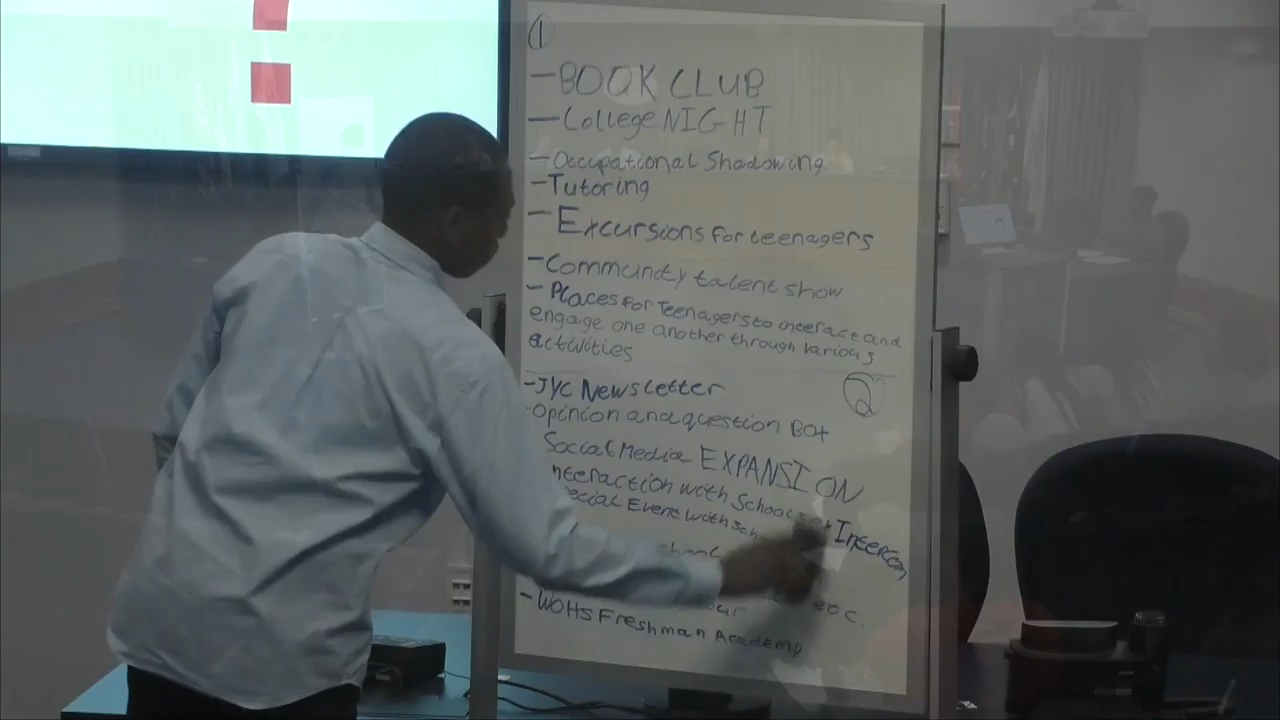 1
- BOOK CLUB
- College NIGHT
- Occupational Shadowing
- Tutoring
- Excursions for teenagers
- Community talent show
- Places for Teenagers to interact and
engage one another through various
activities
- JYC Newsletter
2
- Opinion and question Box
Social Media EXPANSION
Interaction with School
Special Event with
etc.
- WOHS Freshman Academy